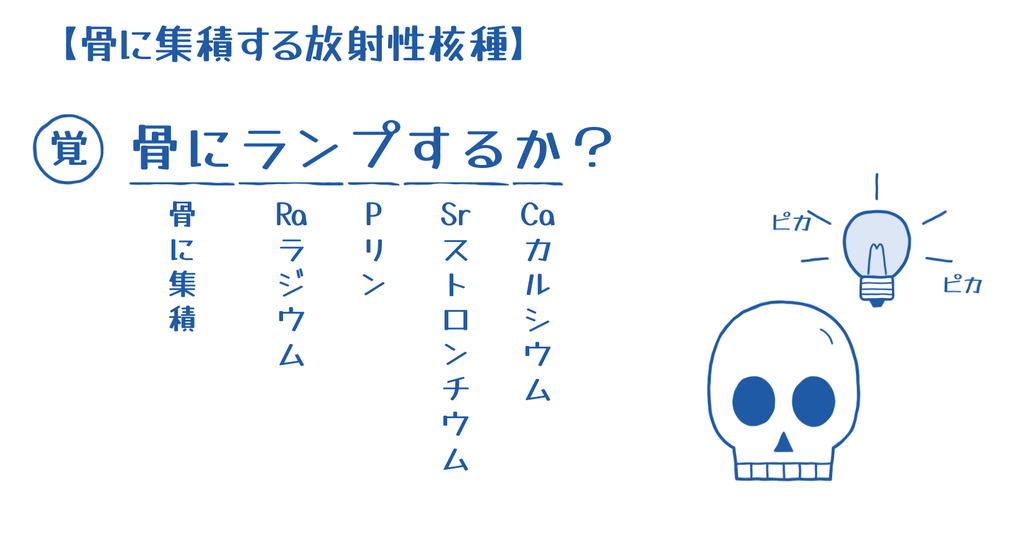 【骨に集積する放射性核種】
覚 骨にランプするか？
骨に集積
Ra ラジウム
P リン
Sr ストロンチウム
Ca カルシウム
ピカ
ピカ